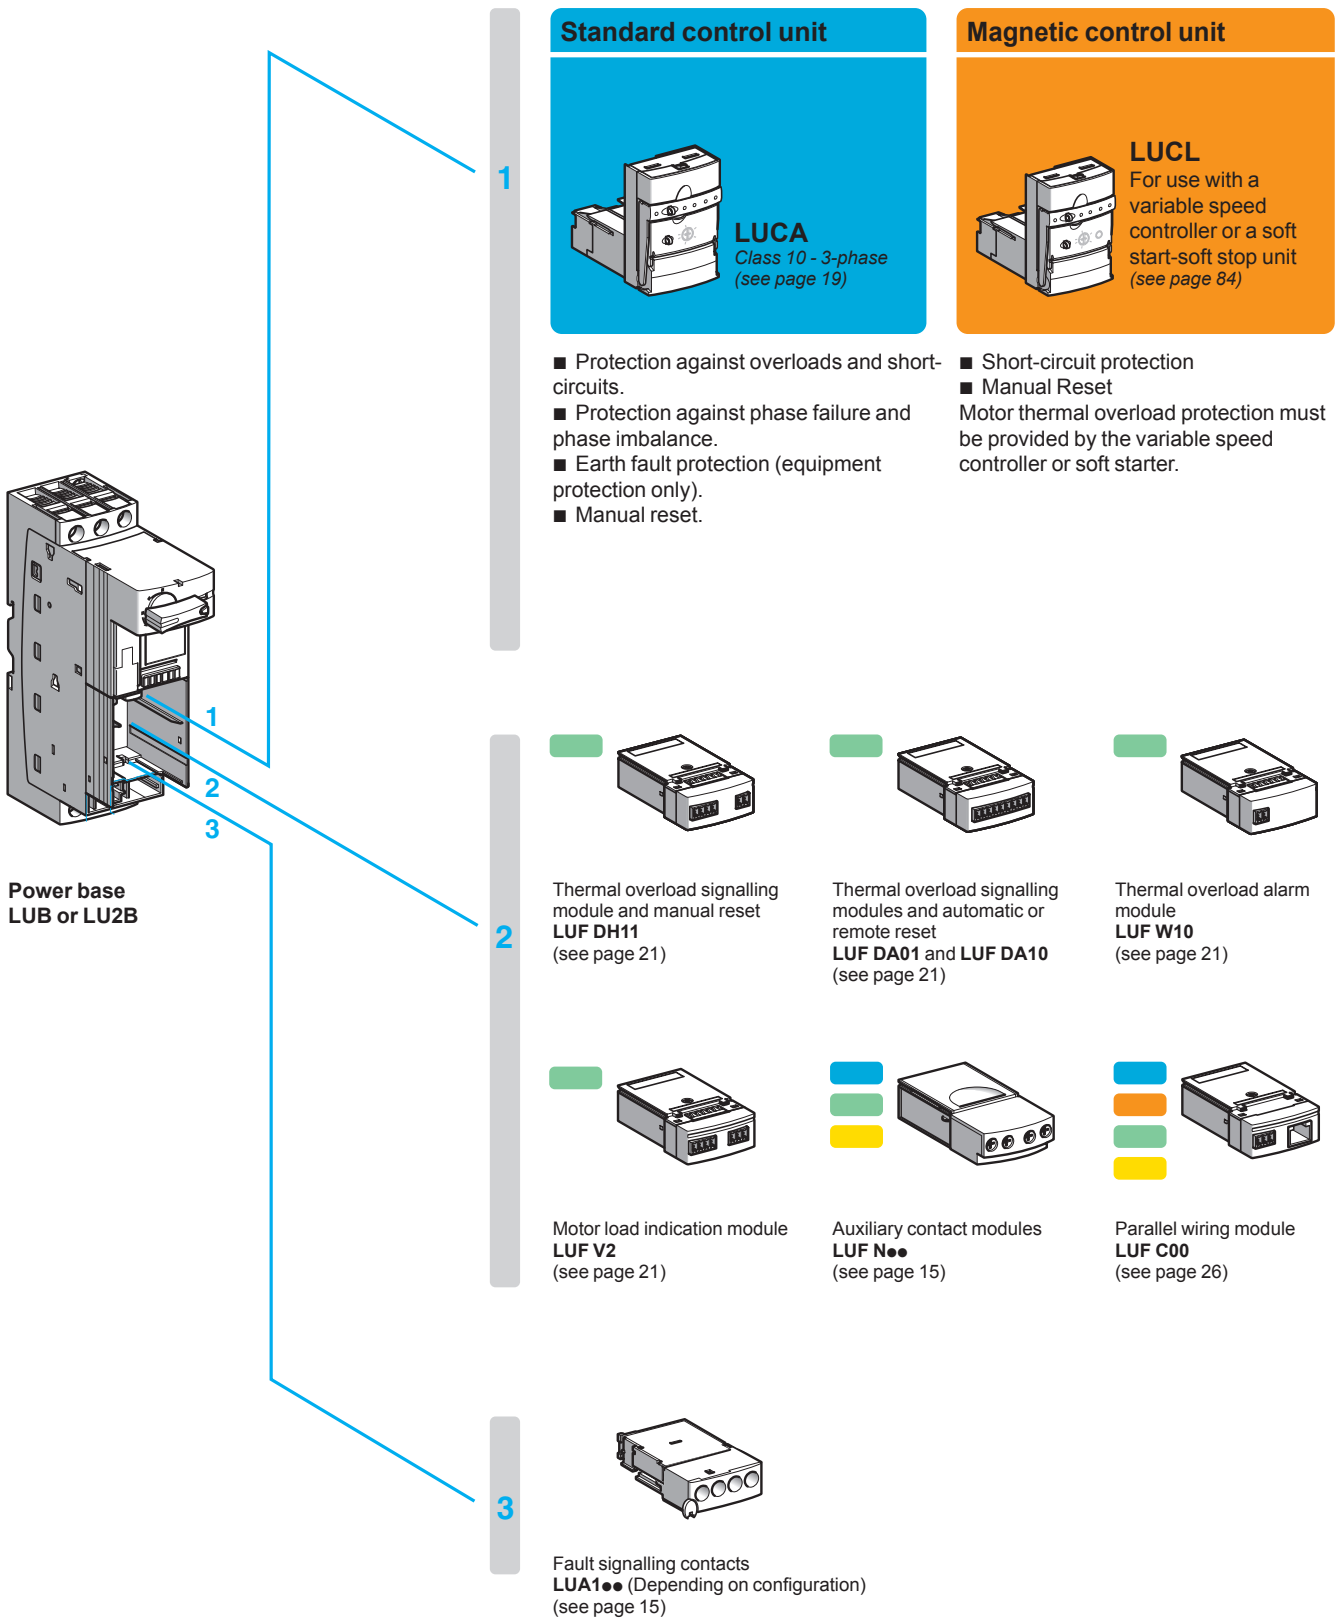 Standard control unit
Magnetic control unit
1
LUCA
Class 10 - 3-phase
(see page 19)
LUCL
For use with a
variable speed
controller or a soft
start-soft stop unit
(see page 84)
■ Protection against overloads and short-
circuits.
■ Protection against phase failure and
phase imbalance.
■ Earth fault protection (equipment
protection only).
■ Manual reset.
■ Short-circuit protection
■ Manual Reset
Motor thermal overload protection must
be provided by the variable speed
controller or soft starter.
1
2
3
Power base
LUB or LU2B
2
Thermal overload signalling
module and manual reset
LUF DH11
(see page 21)
Thermal overload signalling
modules and automatic or
remote reset
LUF DA01 and LUF DA10
(see page 21)
Thermal overload alarm
module
LUF W10
(see page 21)
Motor load indication module
LUF V2
(see page 21)
Auxiliary contact modules
LUF N●●
(see page 15)
Parallel wiring module
LUF C00
(see page 26)
3
Fault signalling contacts
LUA1●● (Depending on configuration)
(see page 15)